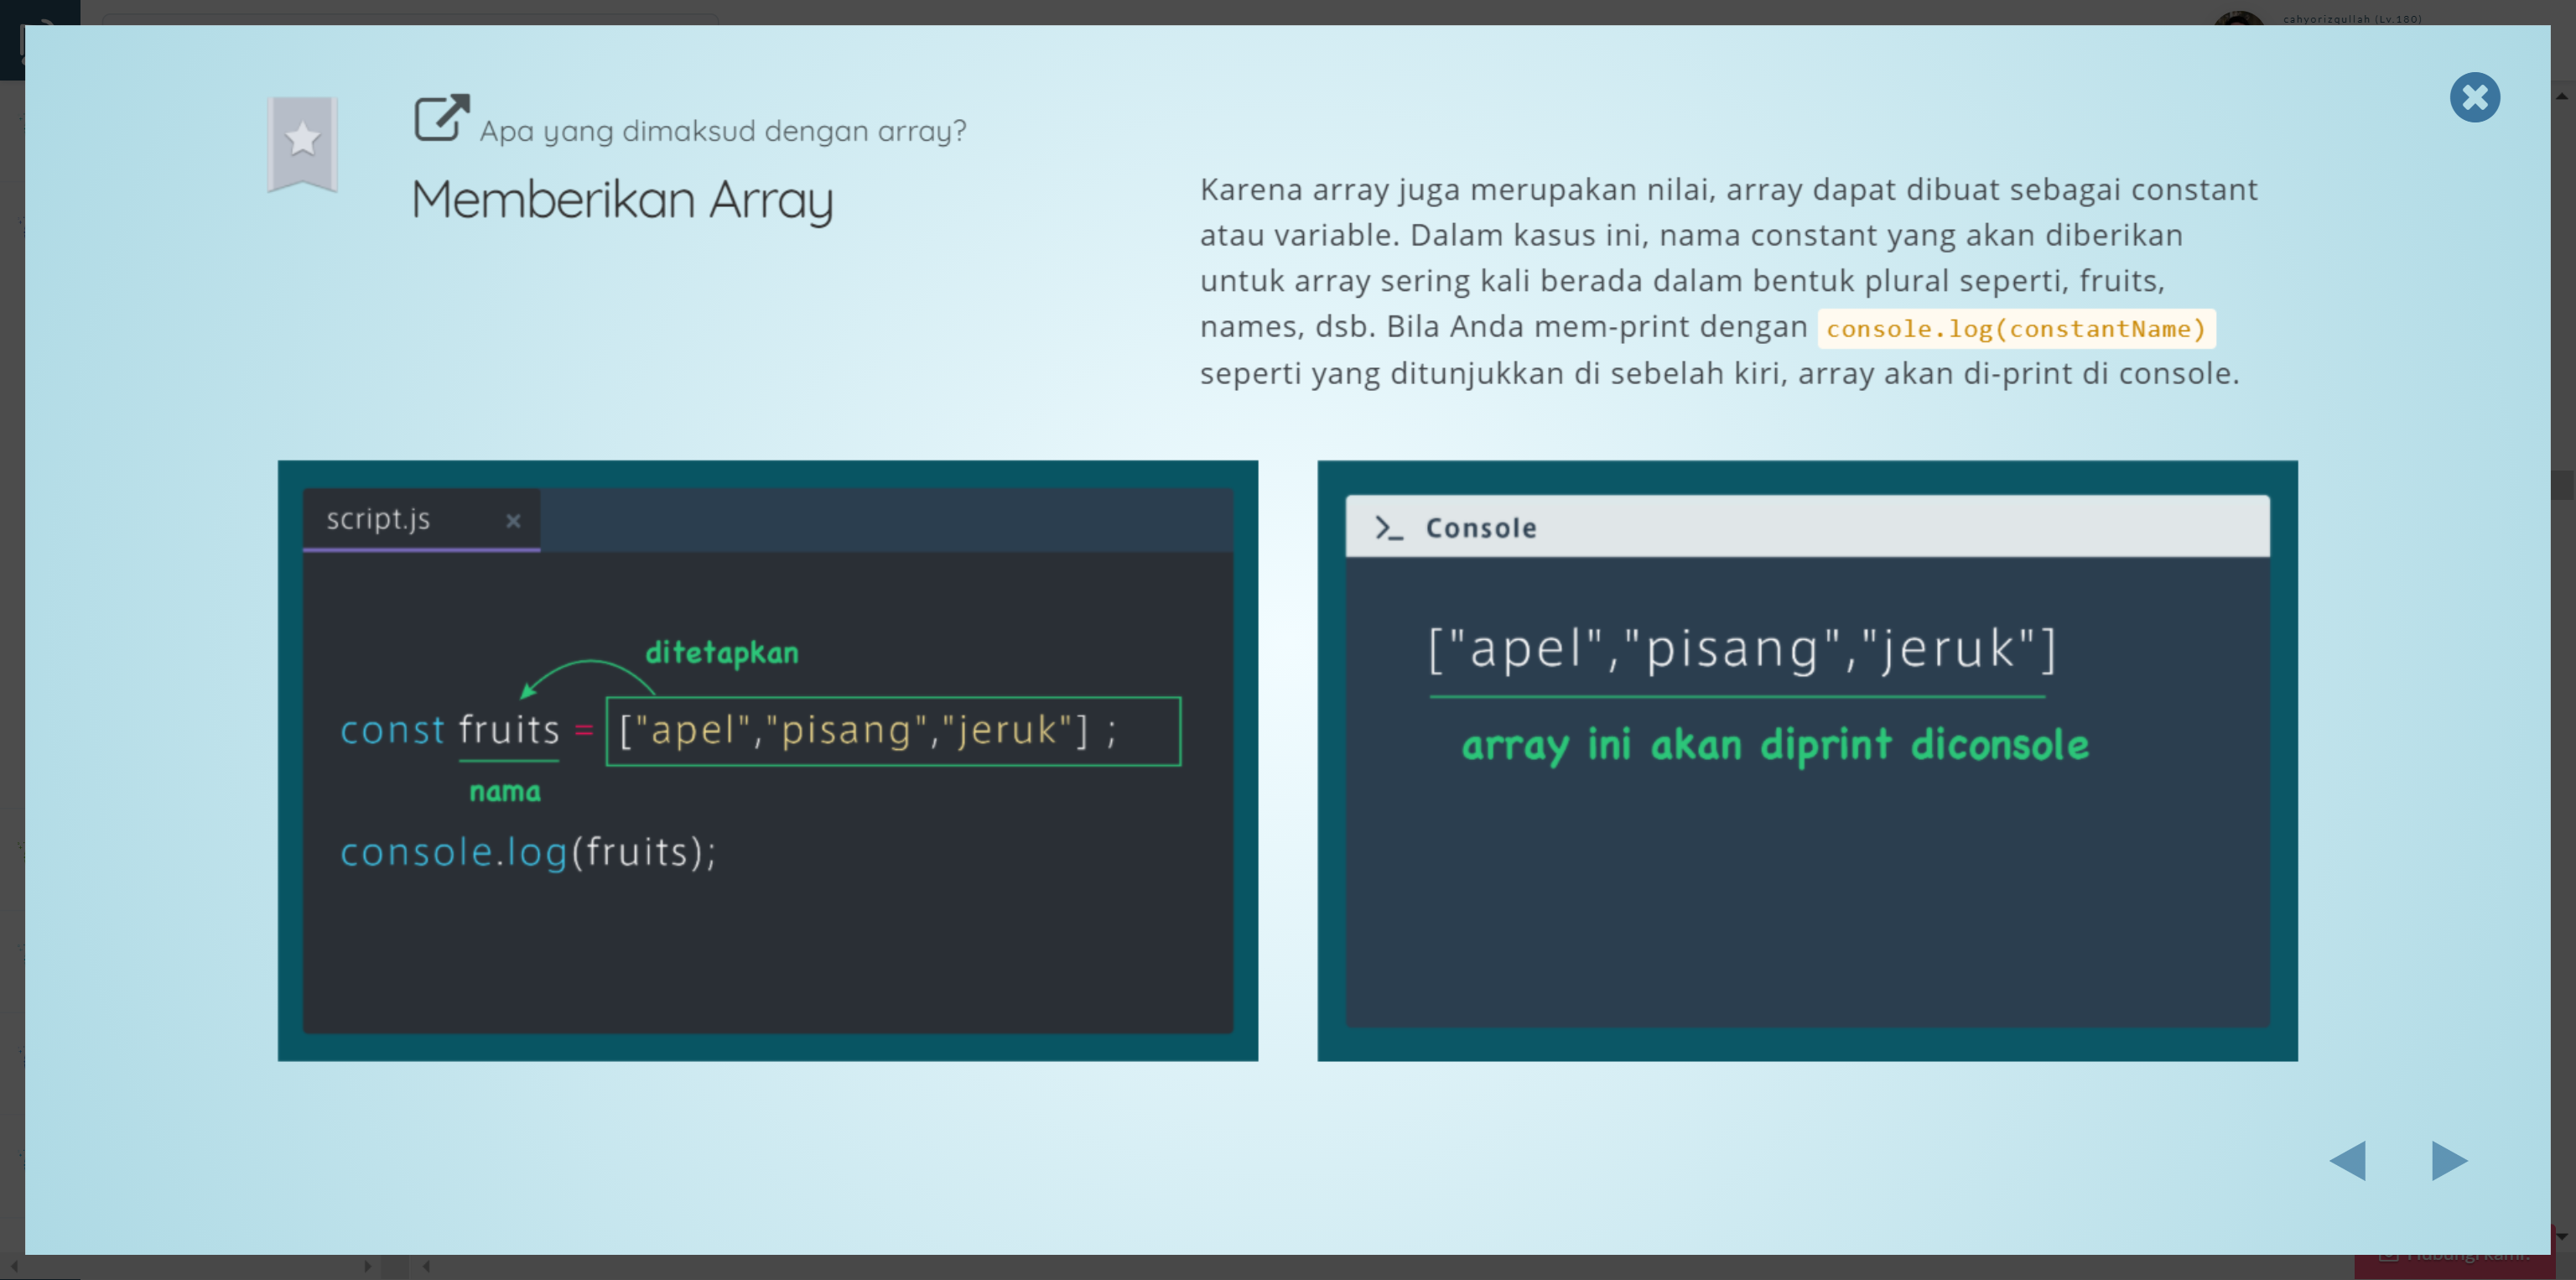 cahyorizqullah (Lv.180)
Apa yang dimaksud dengan array?
Memberikan Array
Karena array juga merupakan nilai, array dapat dibuat sebagai constant
atau variable. Dalam kasus ini, nama constant yang akan diberikan
untuk array sering kali berada dalam bentuk plural seperti, fruits,
names, dsb. Bila Anda mem-print dengan console.log(constantName)
seperti yang ditunjukkan di sebelah kiri, array akan di-print di console.
script.js
ditetapkan
const fruits = ["apel","pisang","jeruk"] ;
nama
console.log(fruits);
Console
["apel","pisang","jeruk"]
array ini akan diprint diconsole
Hubungi kami.